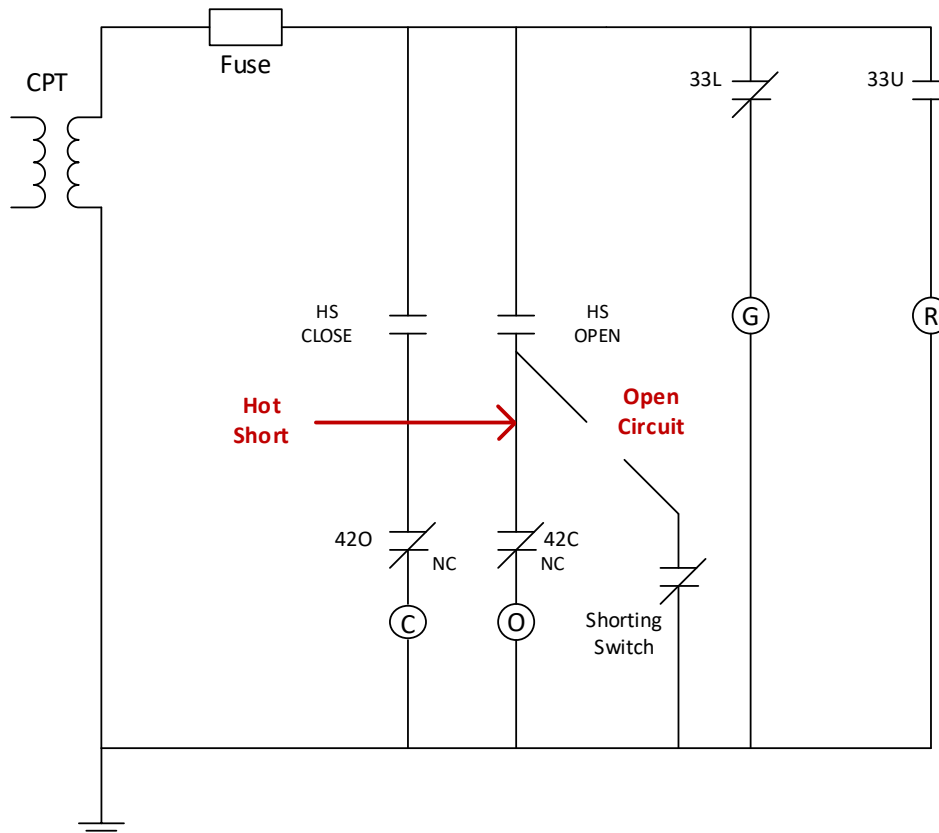 Fuse
CPT
33L
33U
HS
CLOSE
HS
OPEN
G
R
Hot
Short
Open
Circuit
42O
NC
42C
NC
C
O
Shorting
Switch